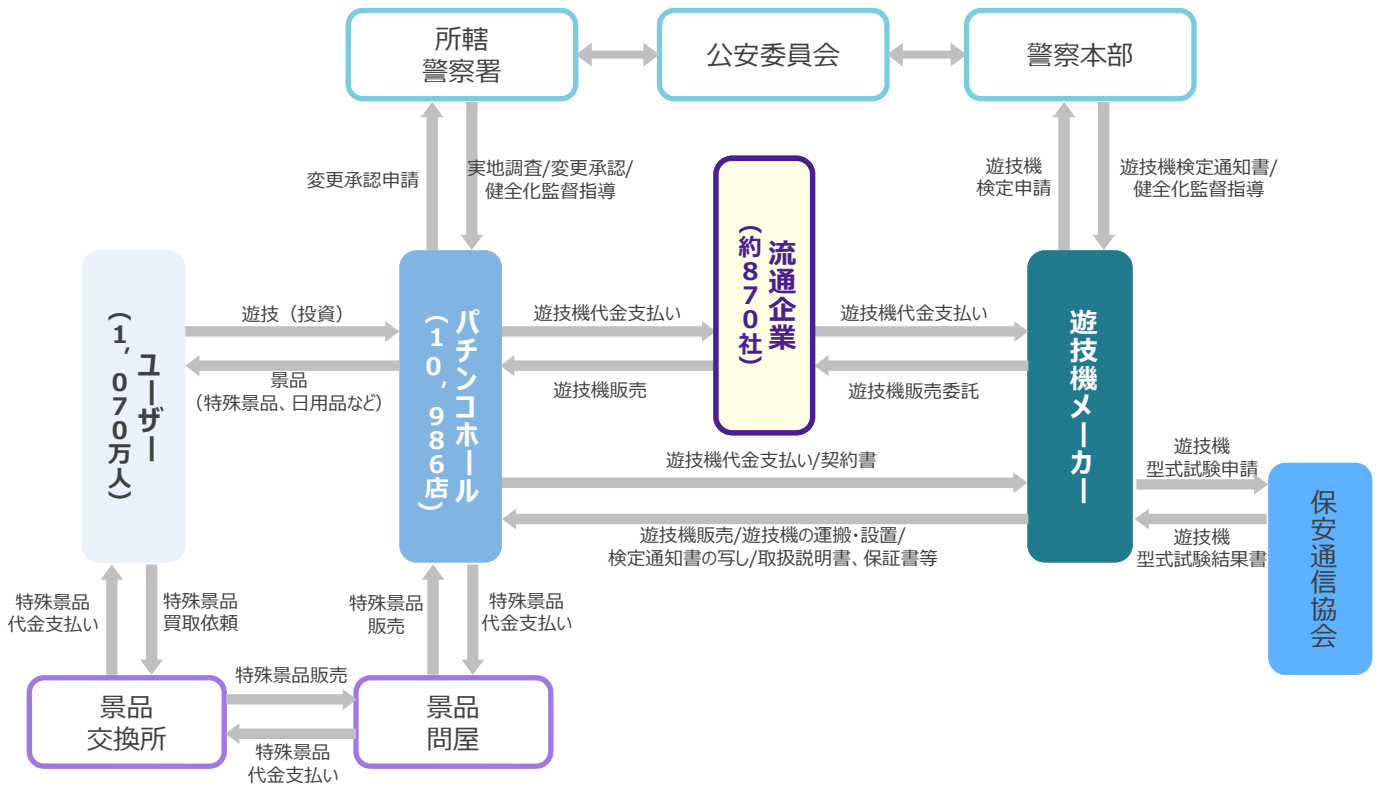 所轄
警察署
公安委員会
警察本部
変更承認申請
実地調査/変更承認/
健全化監督指導
遊技機
検定申請
遊技機検定通知書/
健全化監督指導
ユーザー
(1,070万人)
遊技（投資）
景品
（特殊景品、日用品など）
パチンコホール
(10,986店)
遊技機代金支払い
遊技機販売
流通企業
(約870社)
遊技機代金支払い
遊技機販売委託
遊技機メーカー
遊技機代金支払い/契約書
遊技機販売/遊技機の運搬・設置/
検定通知書の写し/取扱説明書、保証書等
遊技機
型式試験申請
遊技機
型式試験結果書
保安通信協会
特殊景品
代金支払い
特殊景品
買取依頼
特殊景品
販売
特殊景品
代金支払い
景品
交換所
特殊景品販売
特殊景品
代金支払い
景品
問屋